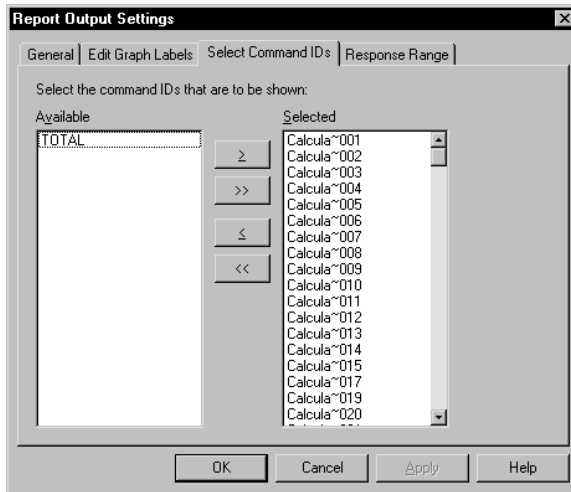 Report Output Settings
General Edit Graph Labels Select Command IDs Response Range
Select the command IDs that are to be shown:
Available
TOTAL
>
>>
<
<<
Selected
Calcula~001
Calcula~002
Calcula~003
Calcula~004
Calcula~005
Calcula~006
Calcula~007
Calcula~008
Calcula~009
Calcula~010
Calcula~011
Calcula~012
Calcula~013
Calcula~014
Calcula~015
Calcula~017
Calcula~019
Calcula~020
OK Cancel Apply Help